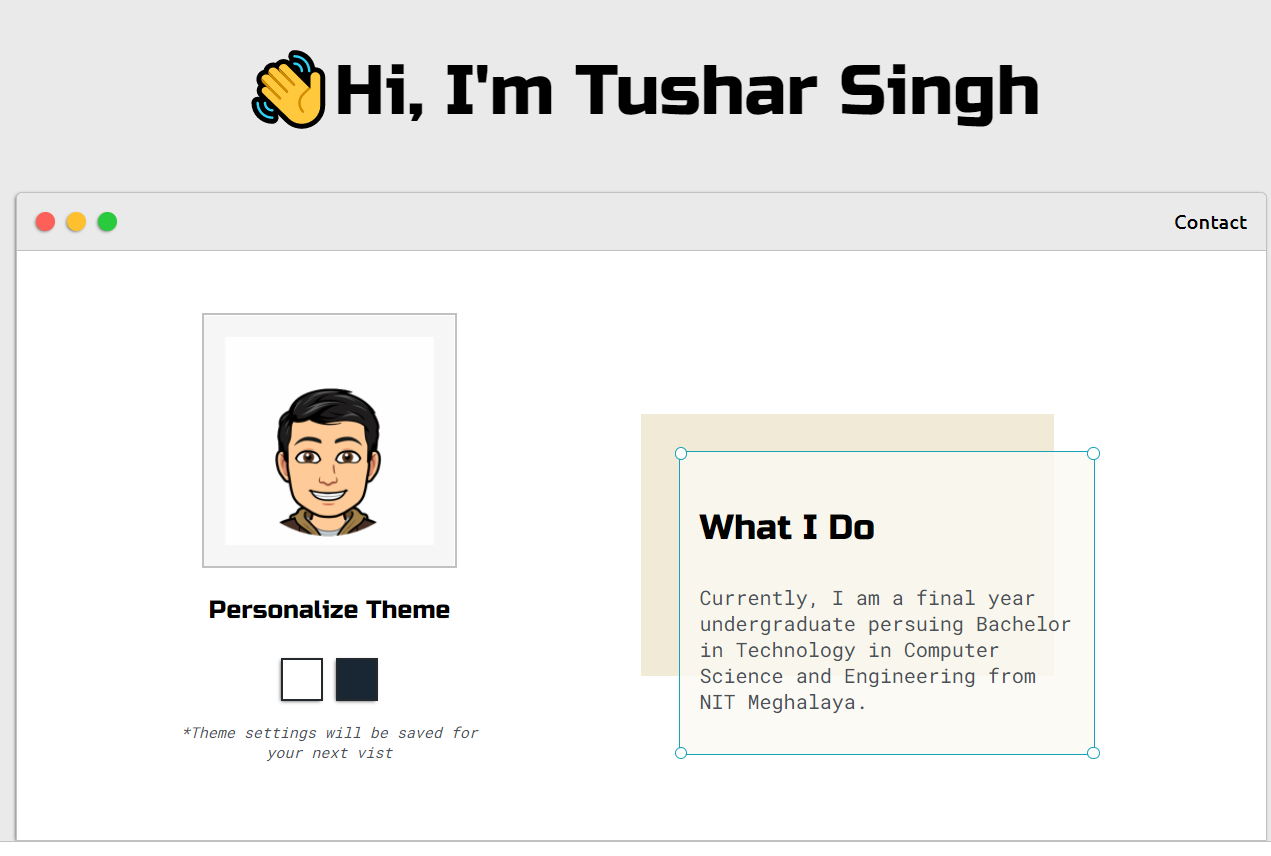 Hi, I'm Tushar Singh
Contact
Personalize Theme
*Theme settings will be saved for
your next vist
What I Do
Currently, I am a final year
undergraduate persuing Bachelor
in Technology in Computer
Science and Engineering from
NIT Meghalaya.